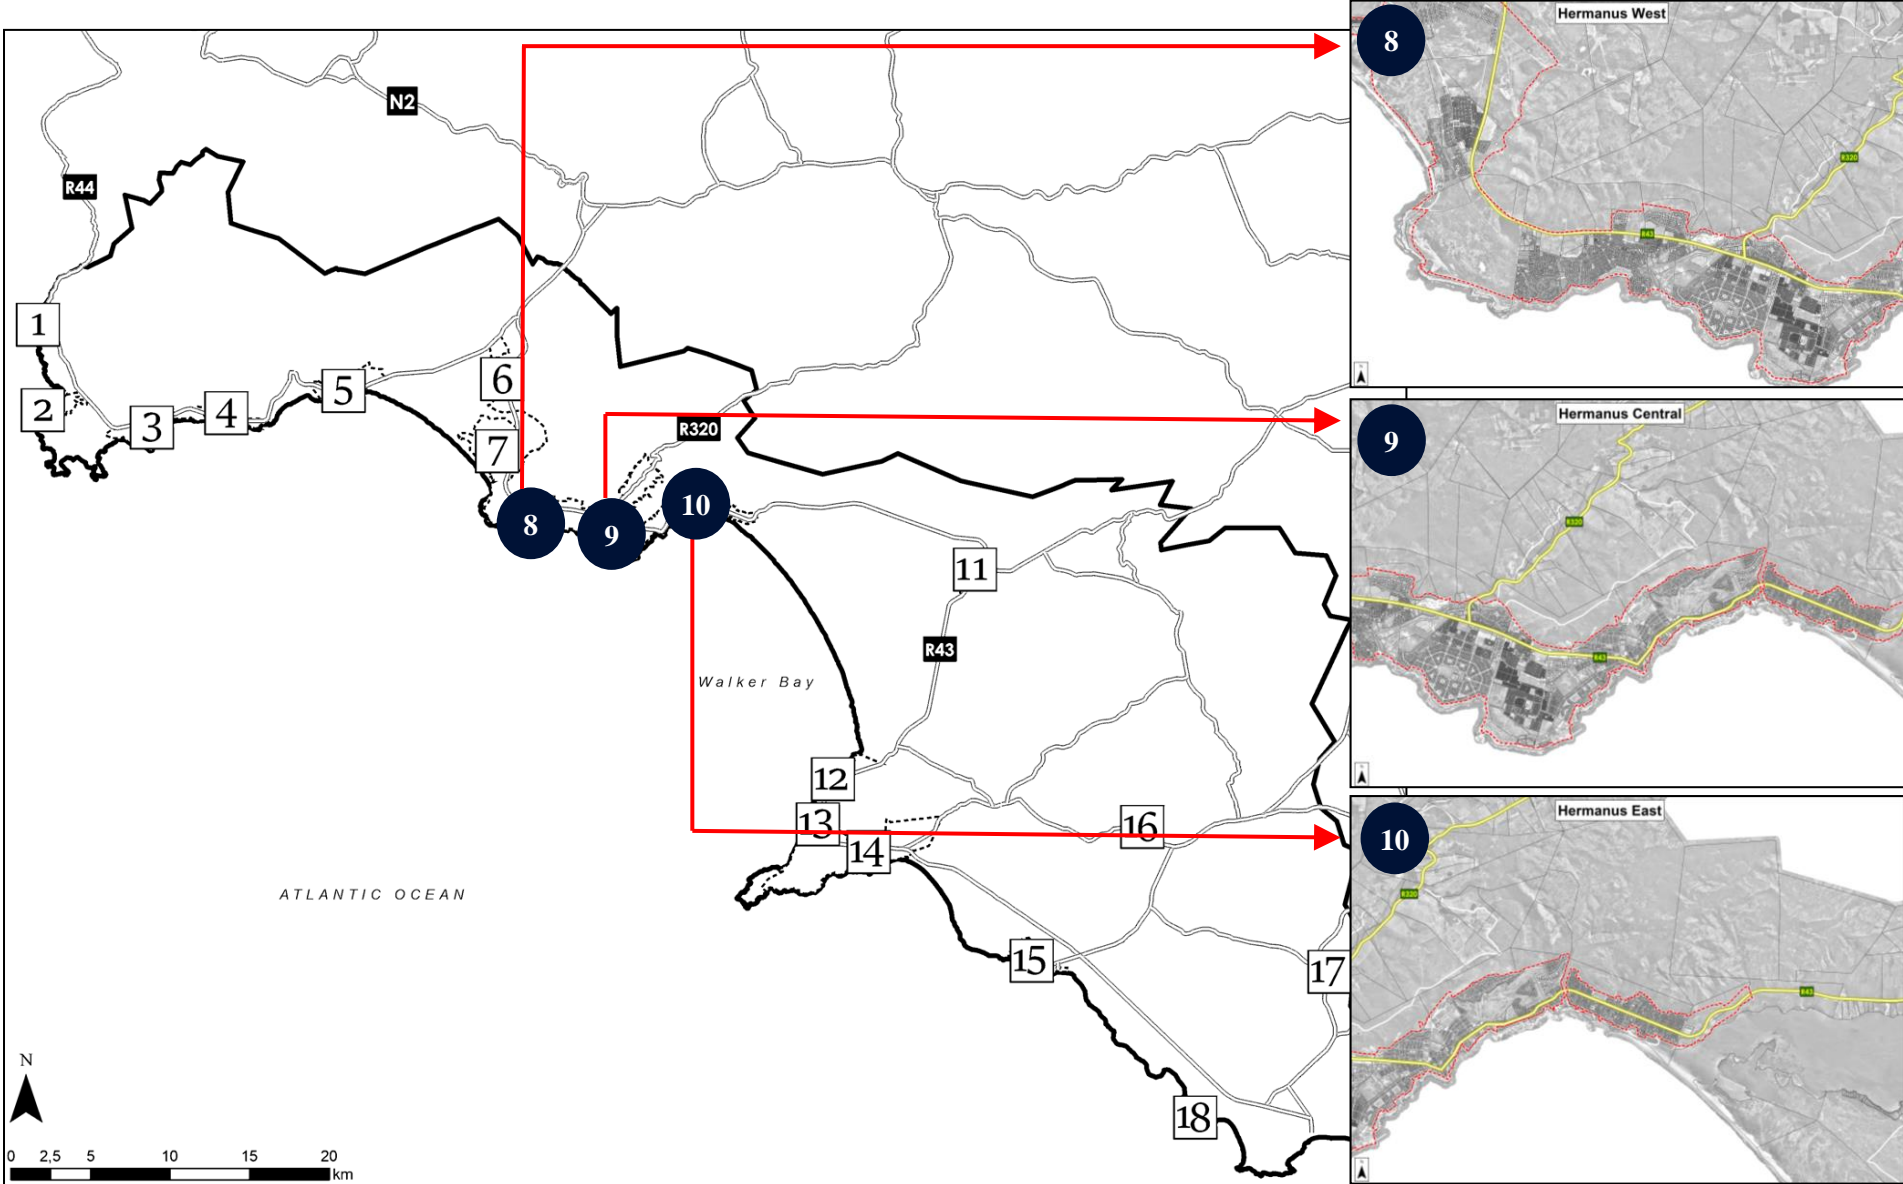 Hermanus West
8
N2
R44
R320
R43
1
2
3
4
5
6
7
8
9
10
R320
Hermanus Central
9
R320
R43
11
R43
Walker Bay
12
13
14
16
Hermanus East
10
R320
R43
ATLANTIC OCEAN
15
17
18
N
0 2,5 5 10 15 20
km